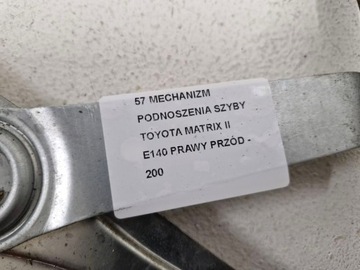 57 MECHANIZM
PODNOSZENIA SZYBY
TOYOTA MATRIX II
E140 PRAWY PRZÓD -
200